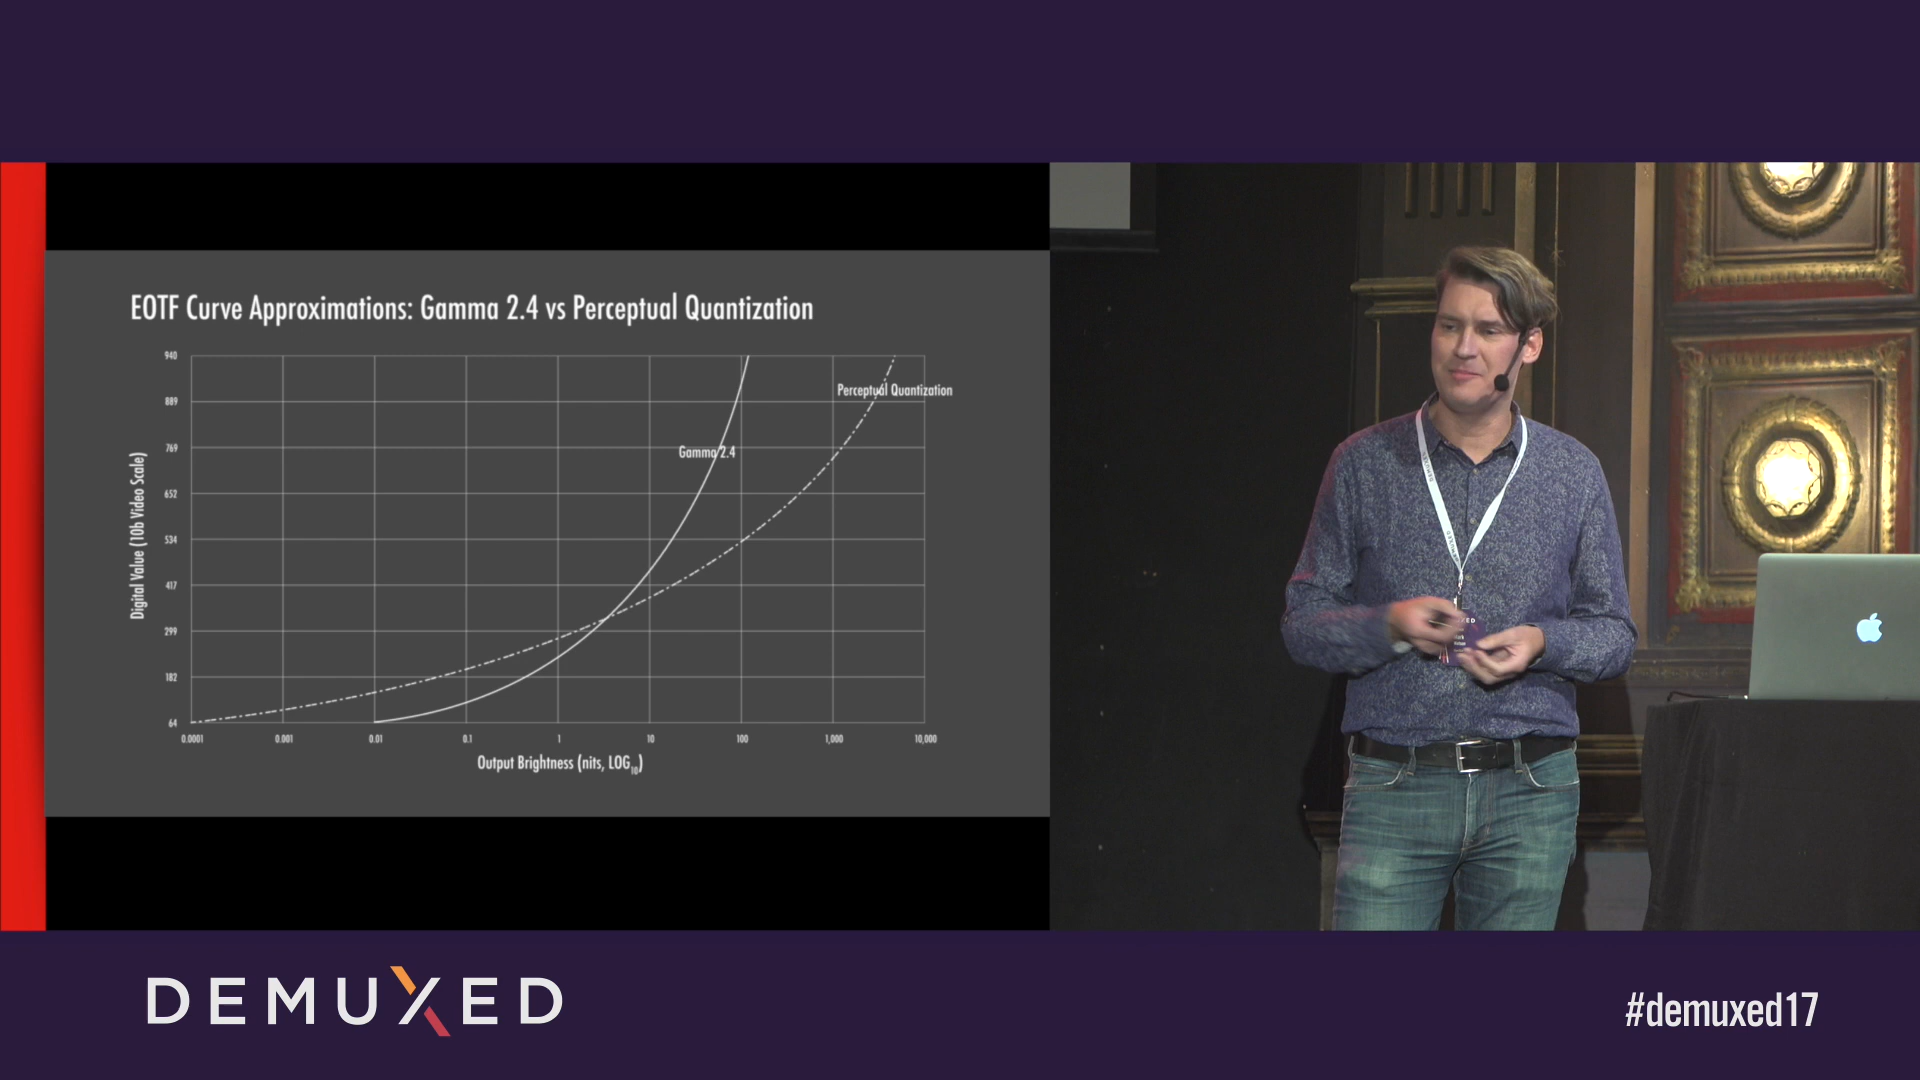 EOTF Curve Approximations: Gamma 2.4 vs Perceptual Quantization
940
889
769
652
534
417
299
182
64
Digital Value (10b Video Scale)
Perceptual Quantization
Gamma 2.4
0.0001 0.001 0.01 0.1 1 10 100 1,000 10,000
Output Brightness (nits, LOG10)
DEMUXED
#demuxed17